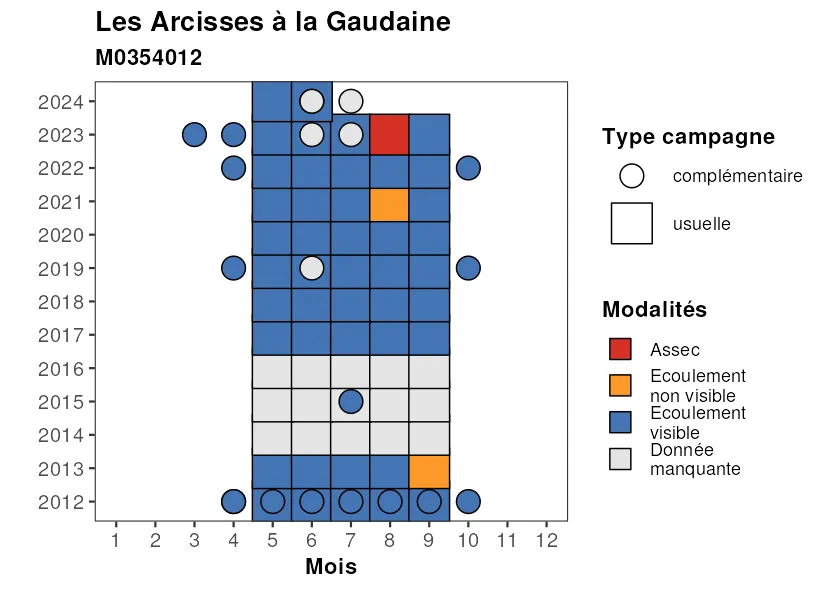 Les Arcisses à la Gaudaine
M0354012
2024
2023
2022
2021
2020
2019
2018
2017
2016
2015
2014
2013
2012
1 2 3 4 5 6 7 8 9 10 11 12
Mois
Type campagne
complémentaire
usuelle
Modalités
Assec
Ecoulement
non visible
Ecoulement
visible
Donnée
manquante